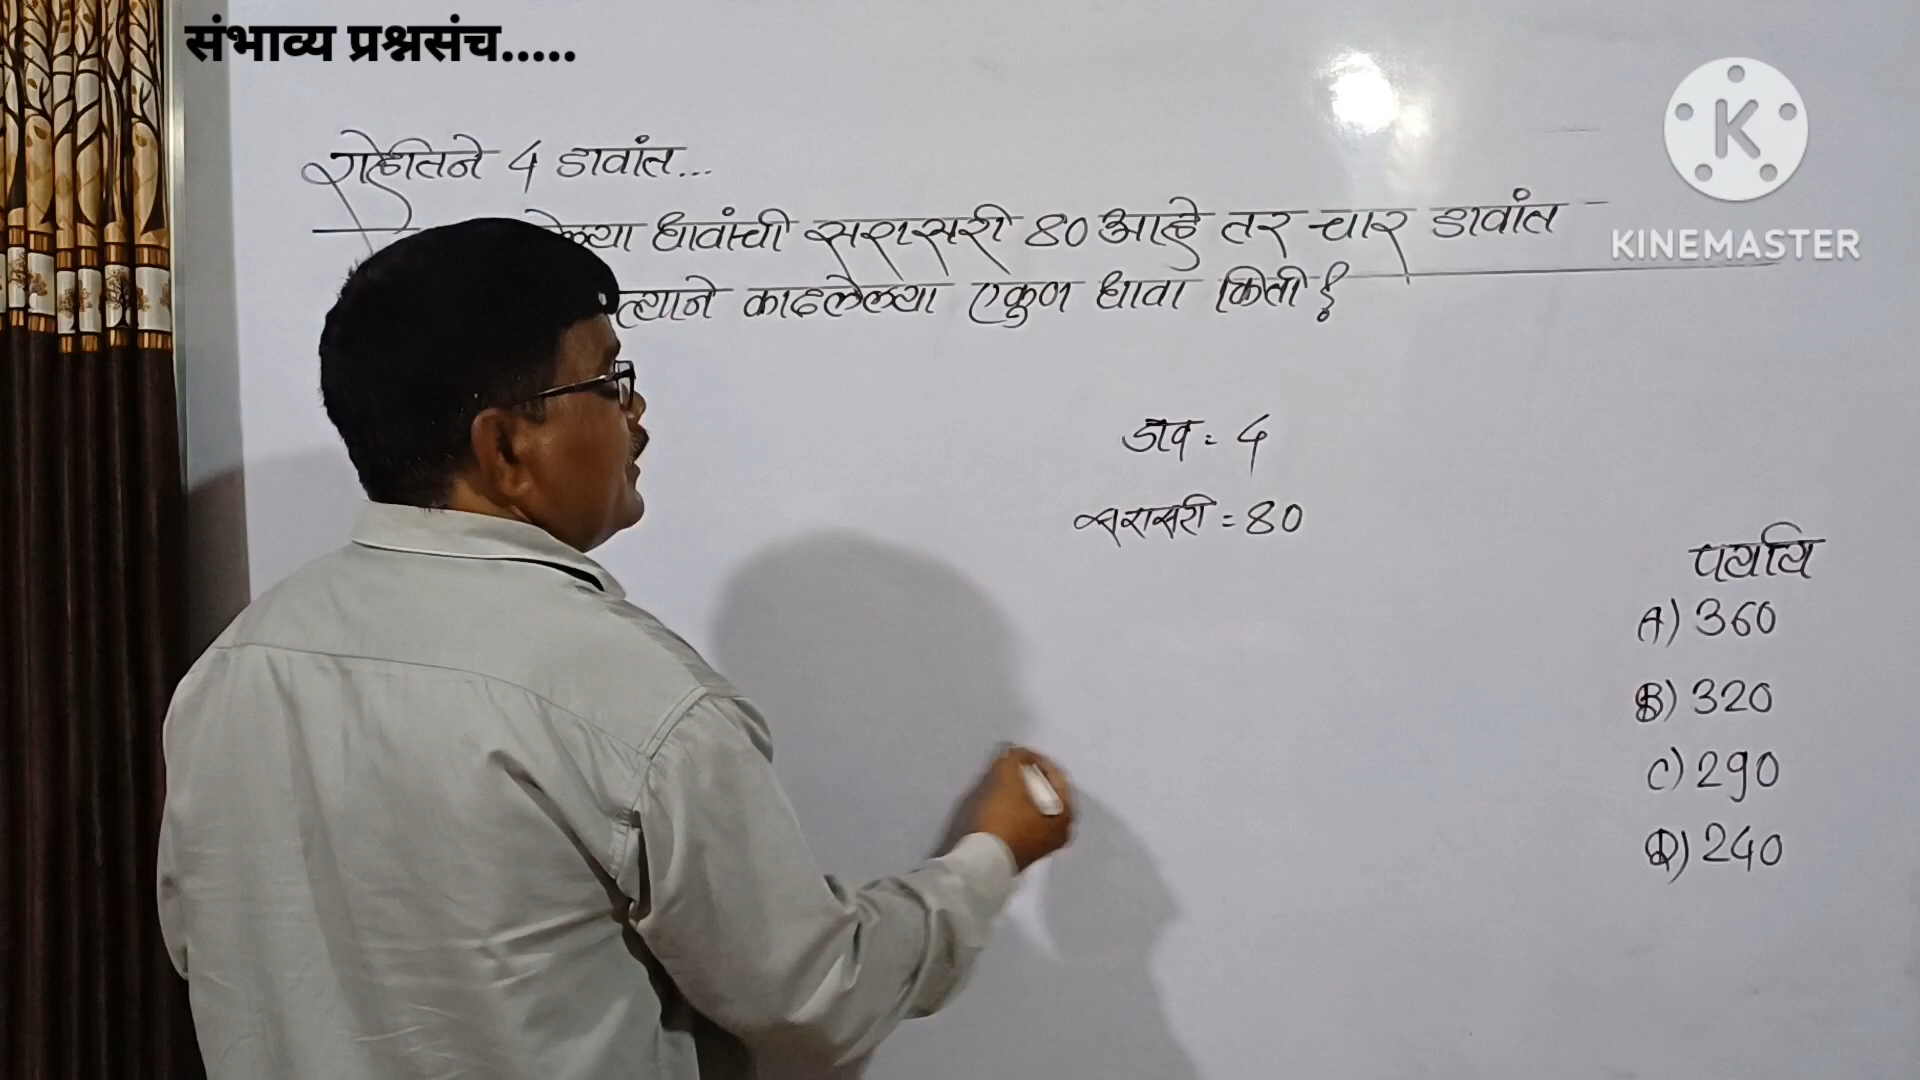 संभाव्य प्रश्नसंच.....
रोहितने 4 डावांत...
धावांची सरासरी 80 आहे तर चार डावांत
त्याने काढलेल्या एकुण धावा किती ?
डाव = 4
सरासरी = 80
पर्याय
A) 360
B) 320
C) 290
D) 240
K
KINEMASTER